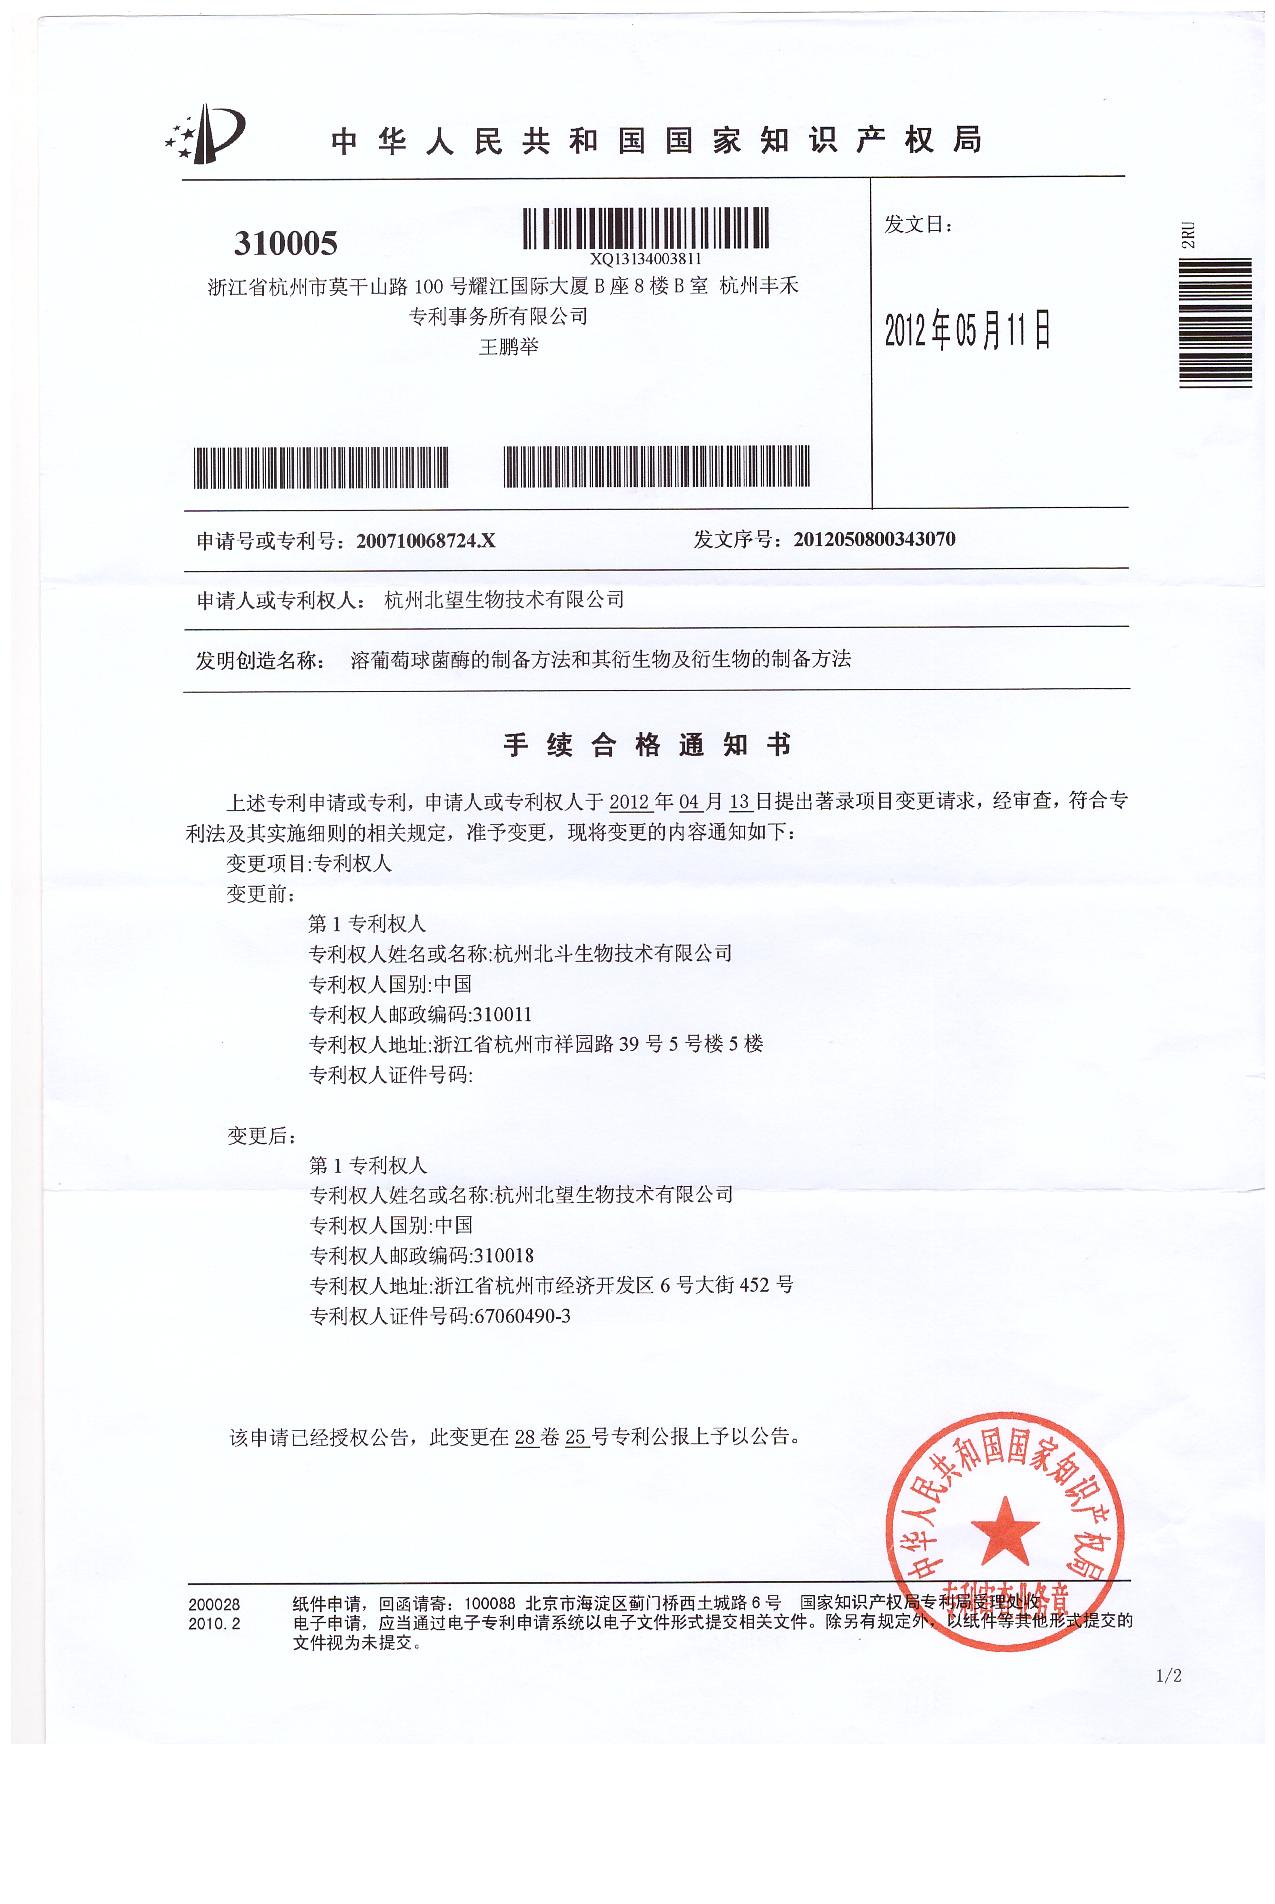 中华人民共和国国家知识产权局
310005
XQ13134003811
浙江省杭州市莫干山路 100 号耀江国际大厦 B 座 8 楼 B 室 杭州丰禾
专利事务所有限公司
王鹏举
发文日：
2012年05月11日
2RU
申请号或专利号：200710068724.X
发文序号：2012050800343070
申请人或专利权人： 杭州北望生物技术有限公司
发明创造名称： 溶葡萄球菌酶的制备方法和其衍生物及衍生物的制备方法
手续合格通知书
上述专利申请或专利，申请人或专利权人于 2012 年 04 月 13 日提出著录项目变更请求，经审查，符合专
利法及其实施细则的相关规定，准予变更，现将变更的内容通知如下：
变更项目:专利权人
变更前：
第 1 专利权人
专利权人姓名或名称:杭州北斗生物技术有限公司
专利权人国别:中国
专利权人邮政编码:310011
专利权人地址:浙江省杭州市祥园路 39 号 5 号楼 5 楼
专利权人证件号码:
变更后：
第 1 专利权人
专利权人姓名或名称:杭州北望生物技术有限公司
专利权人国别:中国
专利权人邮政编码:310018
专利权人地址:浙江省杭州市经济开发区 6 号大街 452 号
专利权人证件号码:67060490-3
该申请已经授权公告，此变更在 28 卷 25 号专利公报上予以公告。
中华人民共和国国家知识产权局
专利审查业务章
200028
2010.2
纸件申请，回函请寄：100088 北京市海淀区蓟门桥西土城路 6 号 国家知识产权局专利局受理处收
电子申请，应当通过电子专利申请系统以电子文件形式提交相关文件。除另有规定外，以纸件等其他形式提交的
文件视为未提交。
1/2